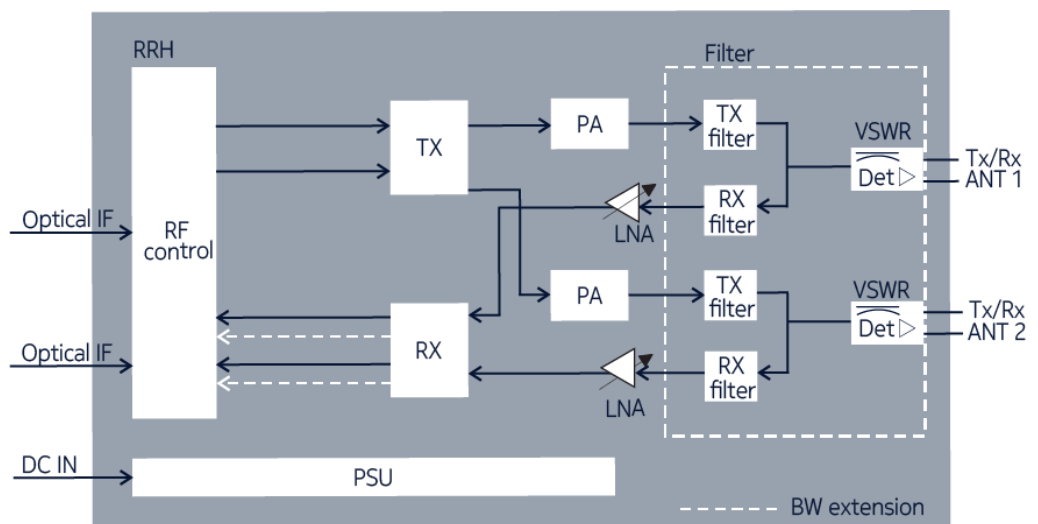 RRH
Filter
TX
PA
TX
filter
VSWR
Det
Tx/Rx
ANT 1
RX
filter
LNA
Optical IF
RF
control
PA
TX
filter
VSWR
Det
Tx/Rx
ANT 2
Optical IF
RX
RX
filter
LNA
DC IN
PSU
BW extension